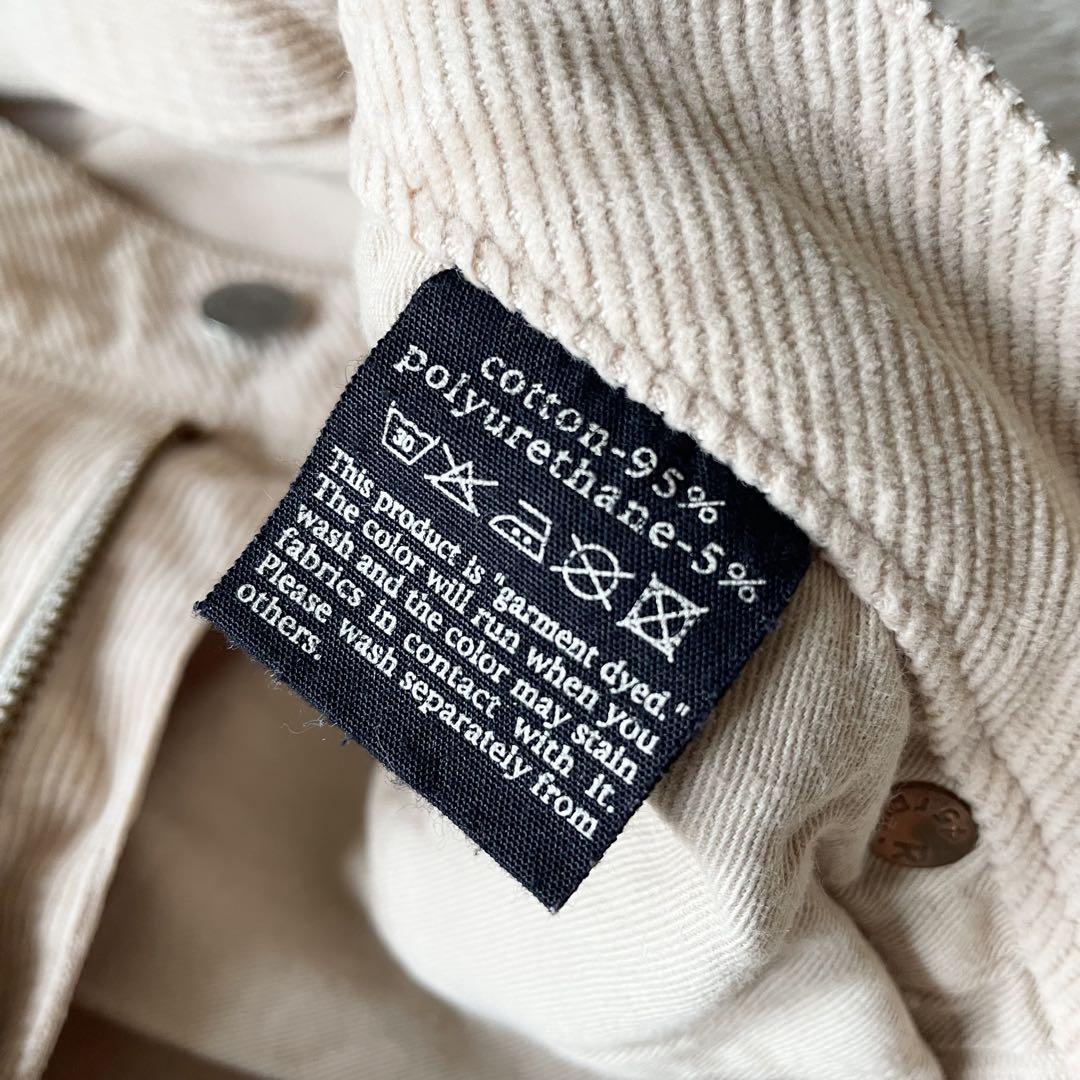 cotton-95%
polyurethane-5%
30
This product is "garment dyed."
The color will run when you
wash and the color may stain
fabrics in contact with it.
Please wash separately from
others.